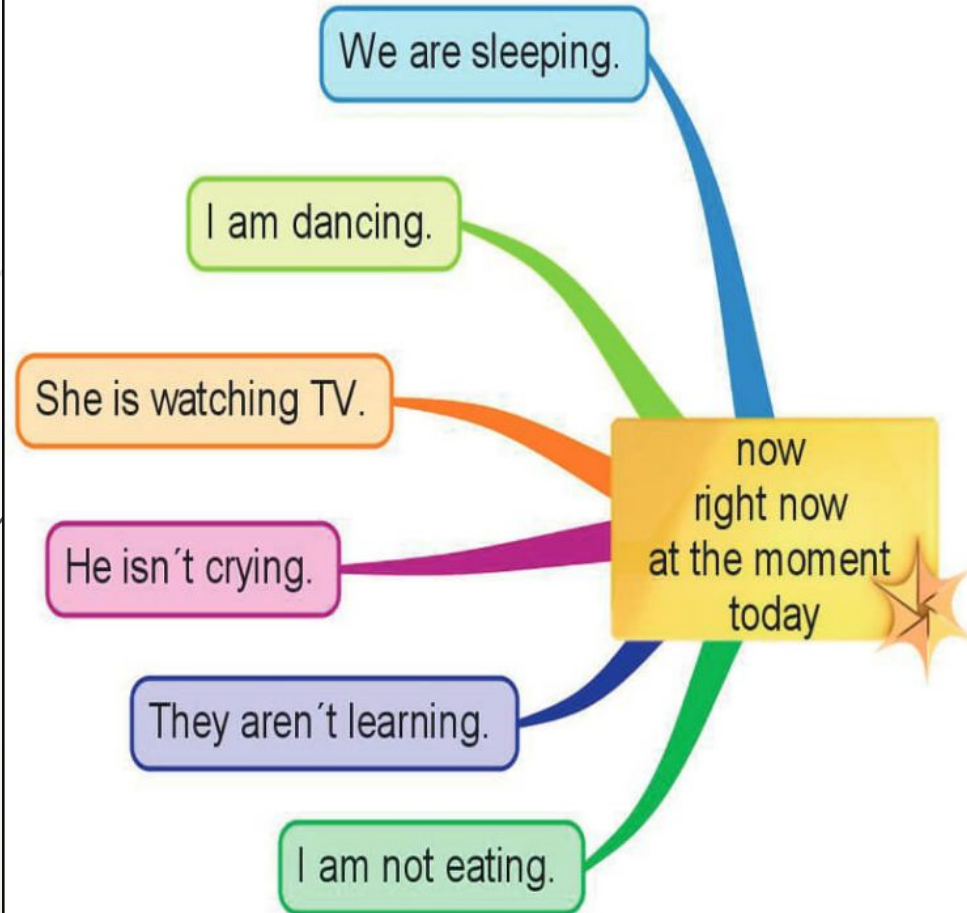 We are sleeping.
I am dancing.
She is watching TV.
He isn´t crying.
They aren´t learning.
I am not eating.
now
right now
at the moment
today